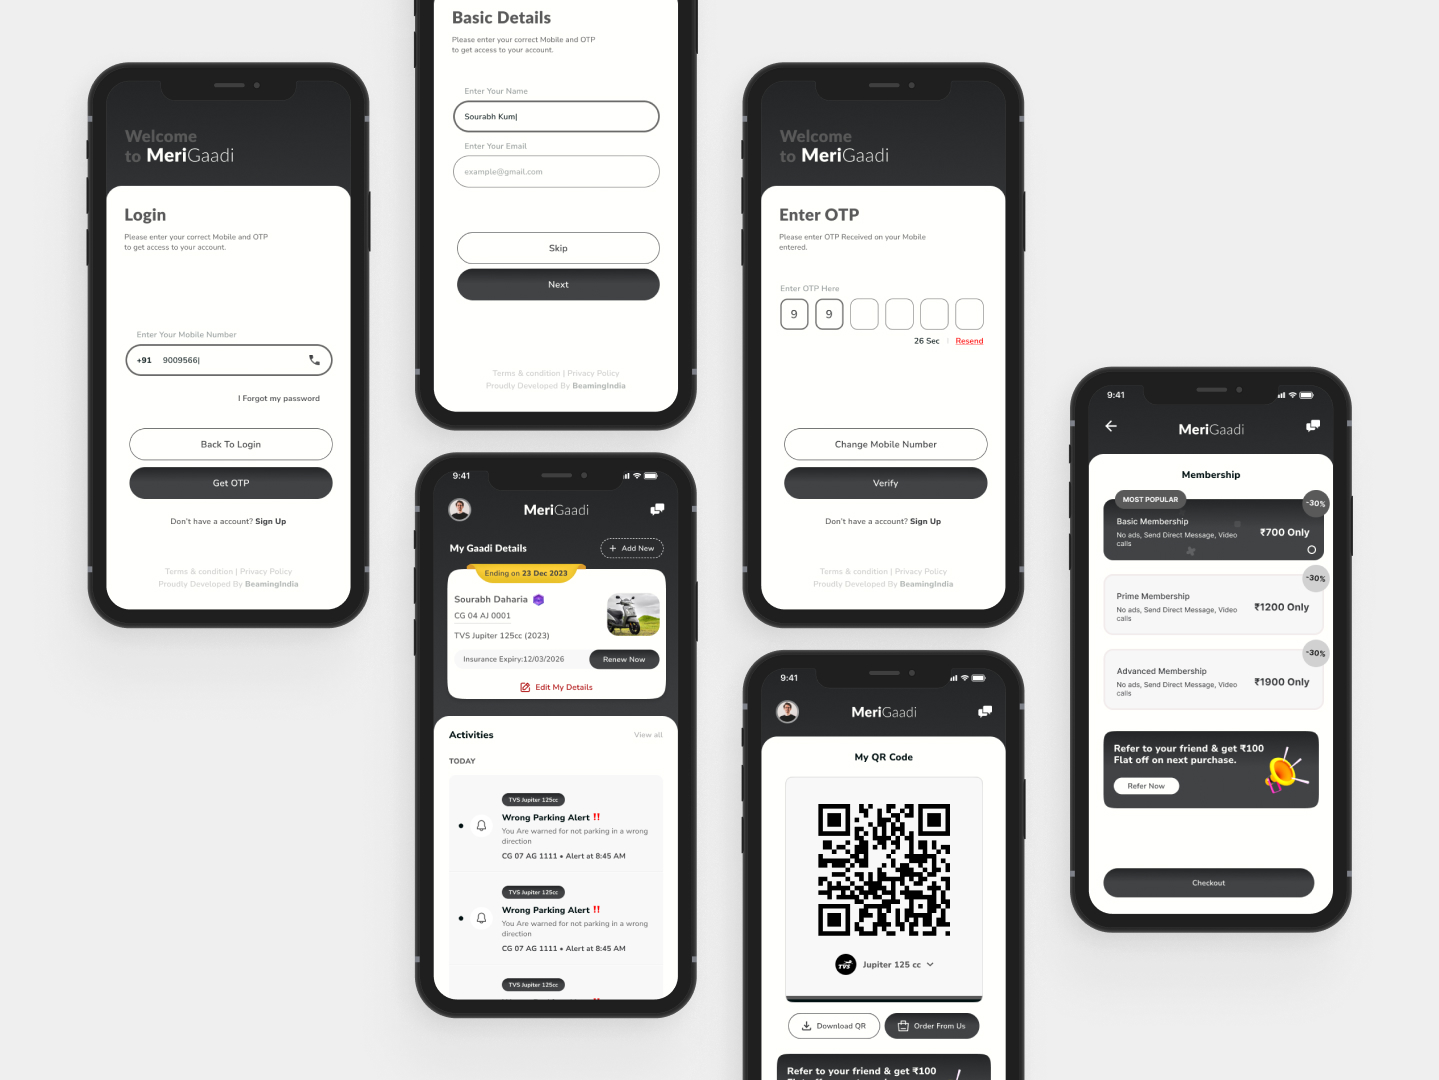 Welcome
to MeriGaadi
Login
Please enter your correct Mobile and OTP
to get access to your account.
Enter Your Mobile Number
+91 9009566|
I Forgot my password
Back To Login
Get OTP
Don't have a account? Sign Up
Terms & condition | Privacy Policy
Proudly Developed By BeamingIndia
Basic Details
Please enter your correct Mobile and OTP
to get access to your account.
Enter Your Name
Sourabh Kum|
Enter Your Email
example@gmail.com
Skip
Next
Terms & condition | Privacy Policy
Proudly Developed By BeamingIndia
9:41
MeriGaadi
My Gaadi Details
+ Add New
Ending on 23 Dec 2023
Sourabh Daharia
CG 04 AJ 0001
TVS Jupiter 125cc (2023)
Insurance Expiry:12/03/2026
Renew Now
Edit My Details
Activities
View all
TODAY
TVS Jupiter 125cc
Wrong Parking Alert !!
You Are warned for not parking in a wrong
direction
CG 07 AG 1111 • Alert at 8:45 AM
TVS Jupiter 125cc
Wrong Parking Alert !!
You Are warned for not parking in a wrong
direction
CG 07 AG 1111 • Alert at 8:45 AM
TVS Jupiter 125cc
Welcome
to MeriGaadi
Enter OTP
Please enter OTP Received on your Mobile
entered.
Enter OTP Here
9 9
26 Sec | Resend
Change Mobile Number
Verify
Don't have a account? Sign Up
Terms & condition | Privacy Policy
Proudly Developed By BeamingIndia
9:41
MeriGaadi
My QR Code
TVS
Jupiter 125 cc
Download QR
Order From Us
Refer to your friend & get ₹100
9:41
MeriGaadi
Membership
MOST POPULAR
-30%
Basic Membership
No ads, Send Direct Message, Video
calls
₹700 Only
-30%
Prime Membership
No ads, Send Direct Message, Video
calls
₹1200 Only
-30%
Advanced Membership
No ads, Send Direct Message, Video
calls
₹1900 Only
Refer to your friend & get ₹100
Flat off on next purchase.
Refer Now
Checkout